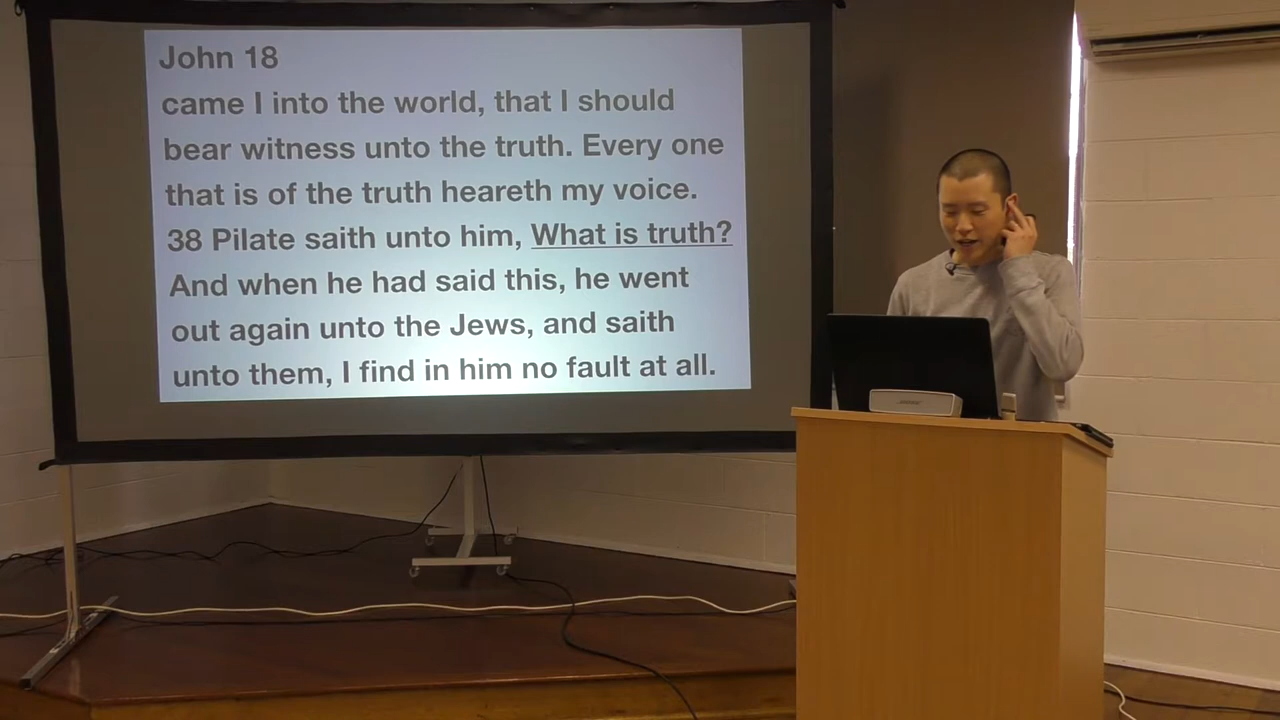 John 18
came I into the world, that I should
bear witness unto the truth. Every one
that is of the truth heareth my voice.
38 Pilate saith unto him, What is truth?
And when he had said this, he went
out again unto the Jews, and saith
unto them, I find in him no fault at all.
BOSE